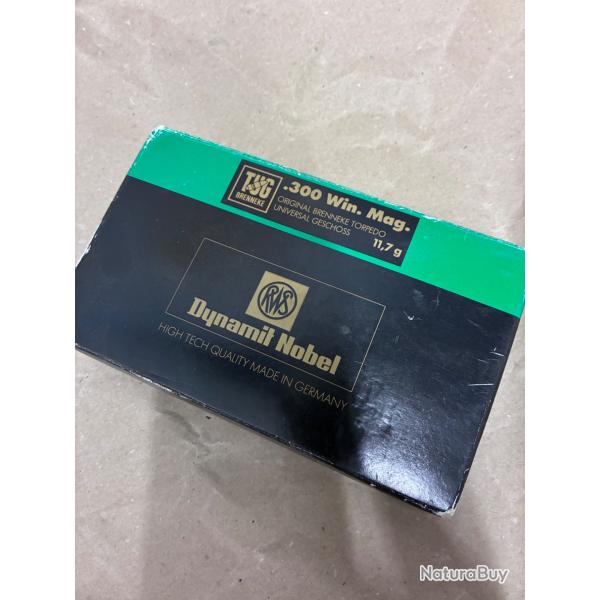 TUG
BRENNEKE
.300 Win. Mag.
ORIGINAL BRENNEKE TORPEDO
UNIVERSAL GESCHOSS
11,7 g
RWS
Dynamit Nobel
HIGH TECH QUALITY MADE IN GERMANY
NaturaBuy